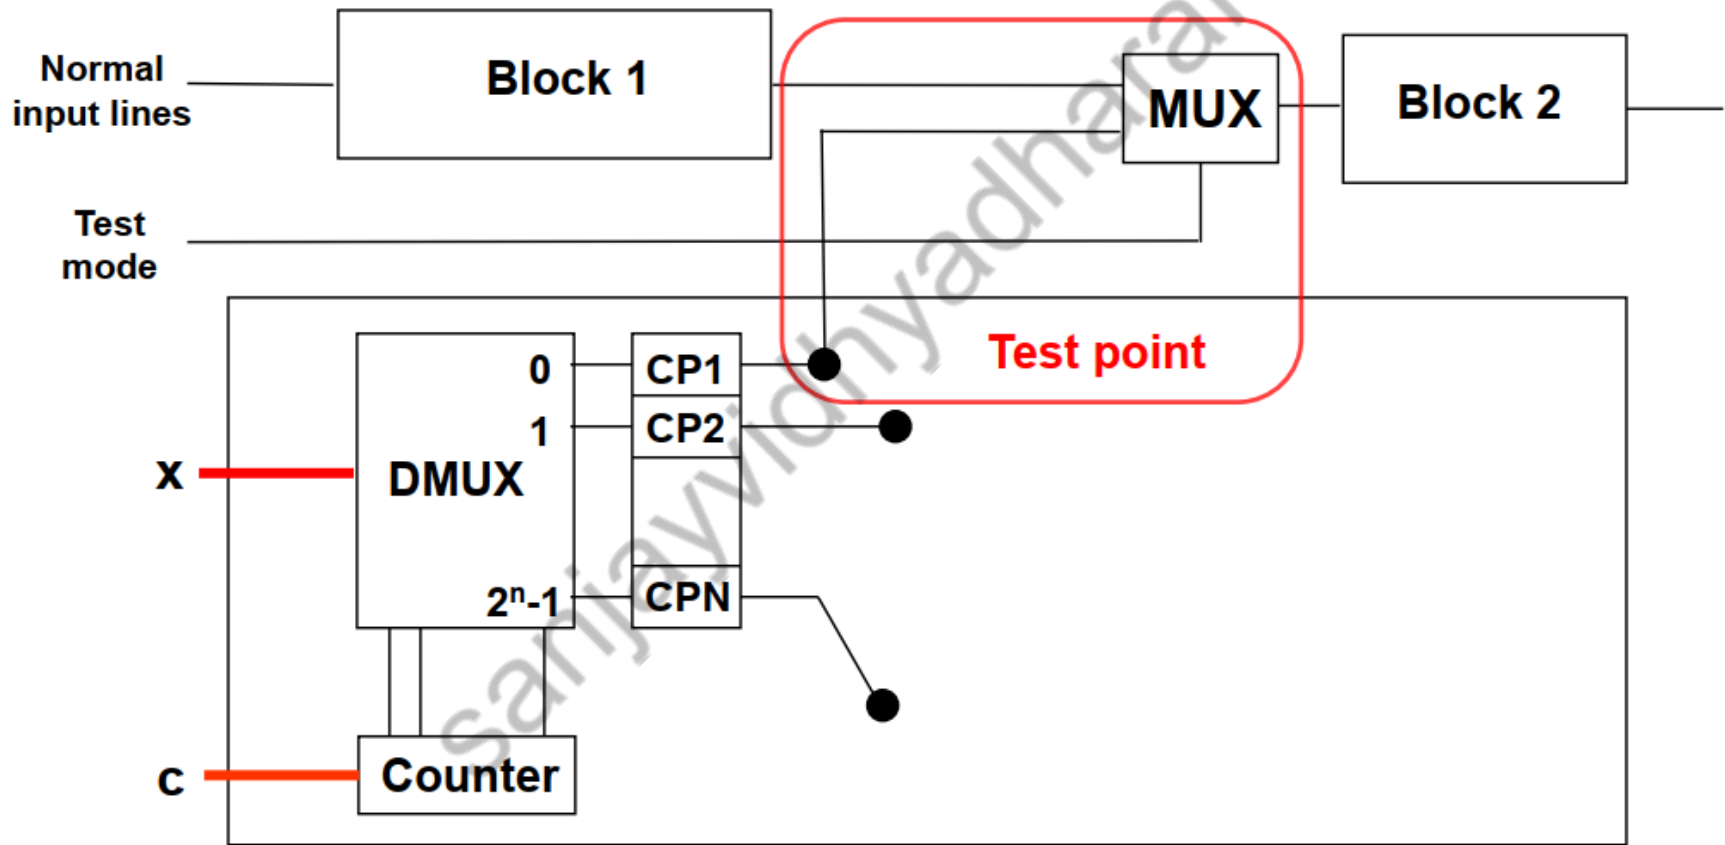 Normal
input lines
Block 1
MUX
Block 2
Test
mode
Test point
0
CP1
1
CP2
x
DMUX
2ⁿ-1
CPN
c
Counter
sanjayvidhyadharan